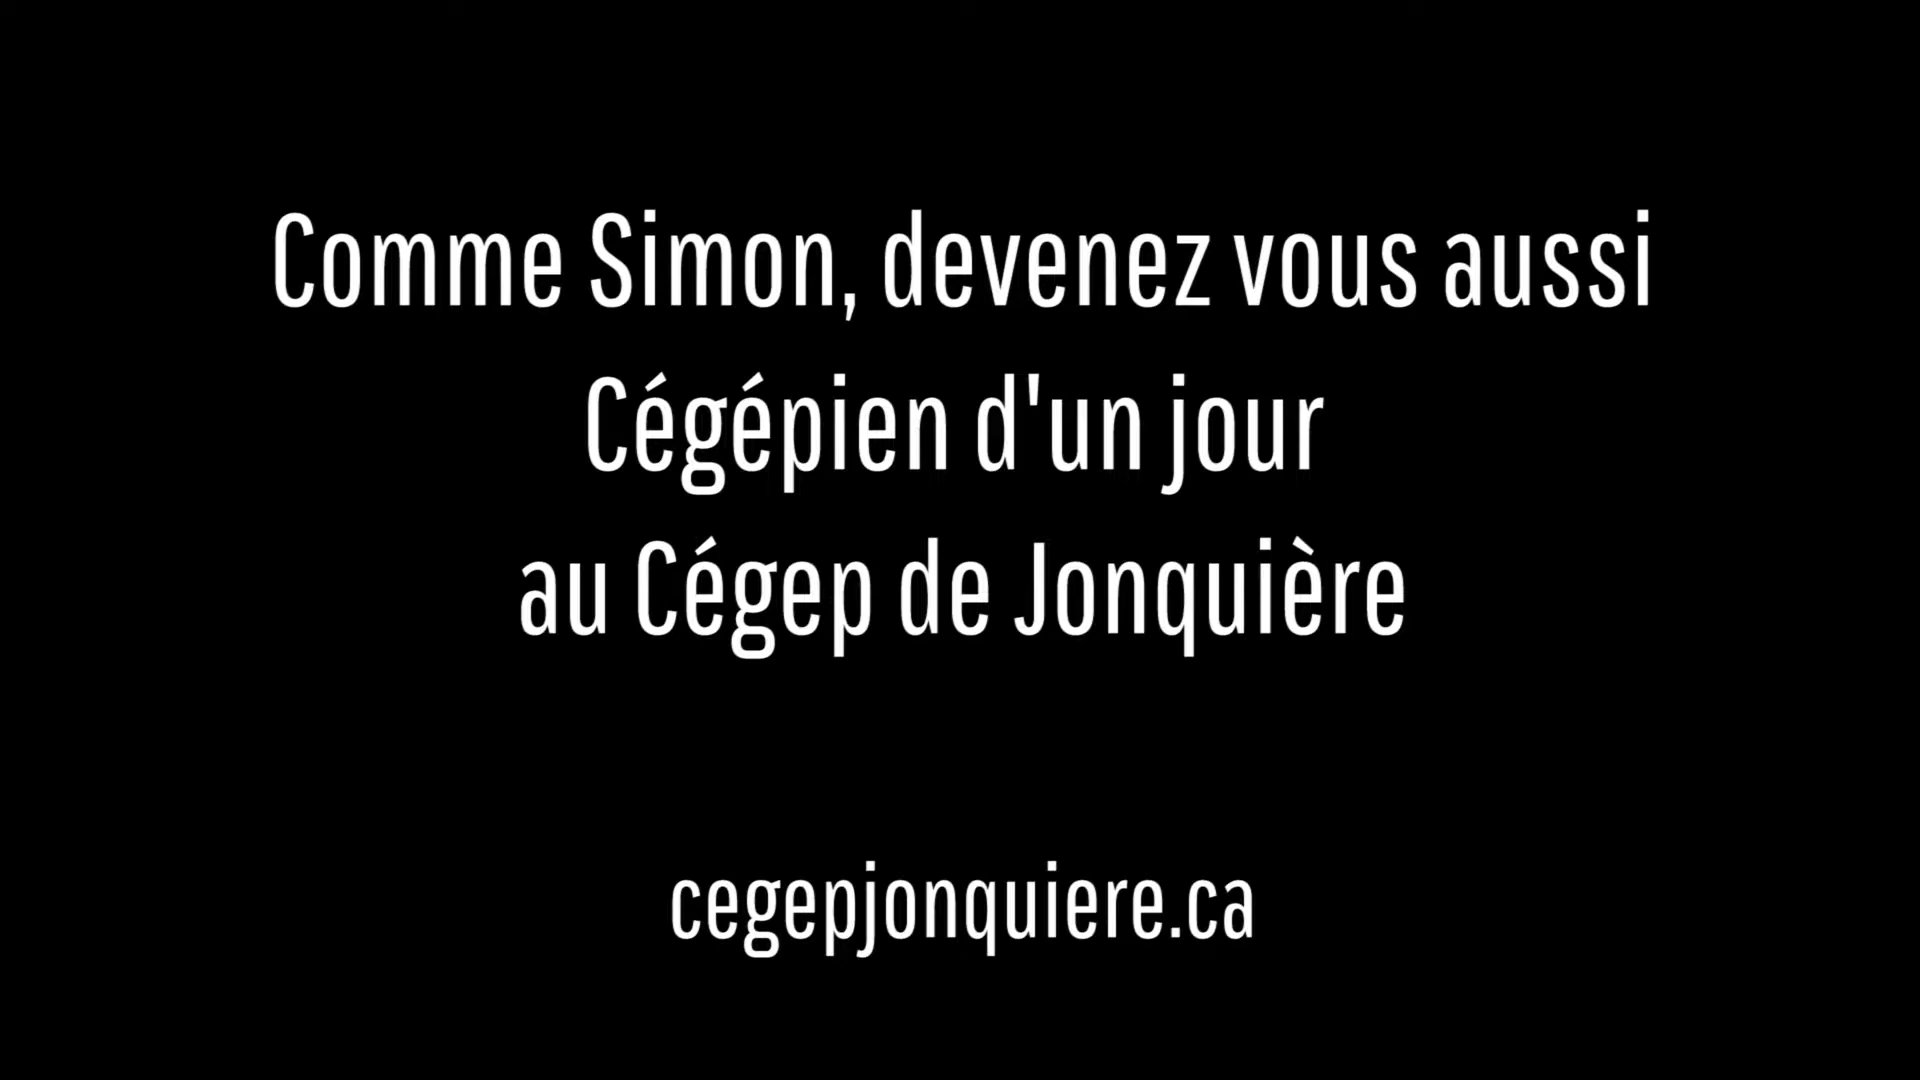 Comme Simon, devenez vous aussi
Cégépien d'un jour
au Cégep de Jonquière
cegepjonquiere.ca